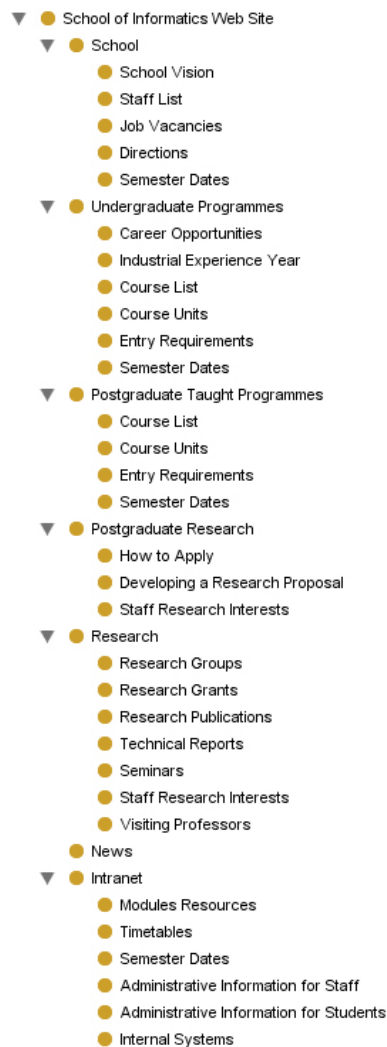 School of Informatics Web Site
School
School Vision
Staff List
Job Vacancies
Directions
Semester Dates
Undergraduate Programmes
Career Opportunities
Industrial Experience Year
Course List
Course Units
Entry Requirements
Semester Dates
Postgraduate Taught Programmes
Course List
Course Units
Entry Requirements
Semester Dates
Postgraduate Research
How to Apply
Developing a Research Proposal
Staff Research Interests
Research
Research Groups
Research Grants
Research Publications
Technical Reports
Seminars
Staff Research Interests
Visiting Professors
News
Intranet
Modules Resources
Timetables
Semester Dates
Administrative Information for Staff
Administrative Information for Students
Internal Systems